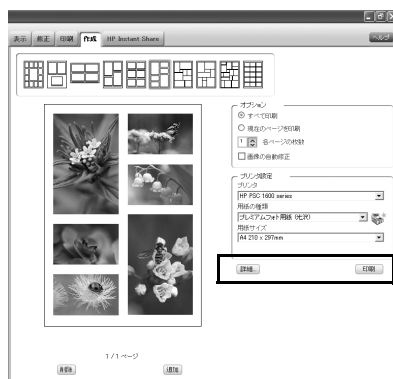 表示 修正 印刷 作成 HP Instant Share
ヘルプ
オプション
すべて印刷
現在のページを印刷
1 各ページの枚数
画像の自動修正
プリンタ設定
プリンタ
HP PSC 1600 series
用紙の種類
プレミアムフォト用紙 (光沢)
用紙サイズ
A4 210 x 297mm
詳細... 印刷
1 / 1 ページ
削除 追加